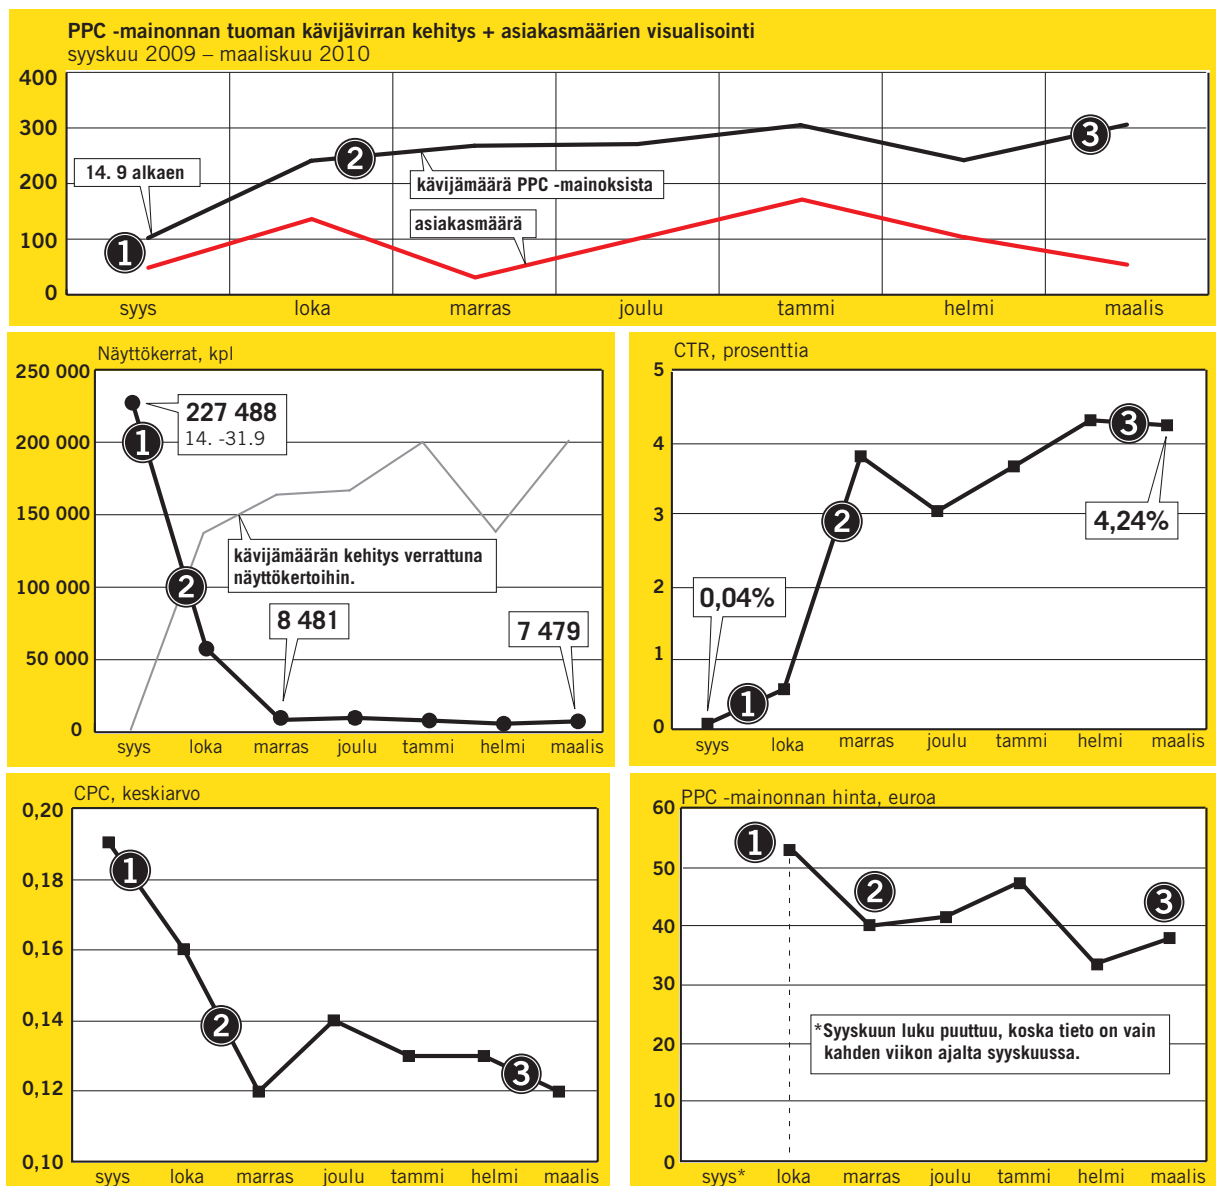 PPC -mainonnan tuoman kävijävirran kehitys + asiakasmäärien visualisointi
syyskuu 2009 – maaliskuu 2010
400
300
200
100
0
14. 9 alkaen
1
2
3
kävijämäärä PPC -mainoksista
asiakasmäärä
syys loka marras joulu tammi helmi maalis
Näyttökerrat, kpl
250 000
200 000
150 000
100 000
50 000
0
227 488
14. -31.9
1
2
kävijämäärän kehitys verrattuna
näyttökertoihin.
8 481
7 479
syys loka marras joulu tammi helmi maalis
CTR, prosenttia
5
4
3
2
1
0
3
2
1
4,24%
0,04%
syys loka marras joulu tammi helmi maalis
CPC, keskiarvo
0,20
0,18
0,16
0,14
0,12
0,10
1
2
3
syys loka marras joulu tammi helmi maalis
PPC -mainonnan hinta, euroa
60
50
40
30
20
10
0
1
2
3
*Syyskuun luku puuttuu, koska tieto on vain
kahden viikon ajalta syyskuussa.
syys* loka marras joulu tammi helmi maalis